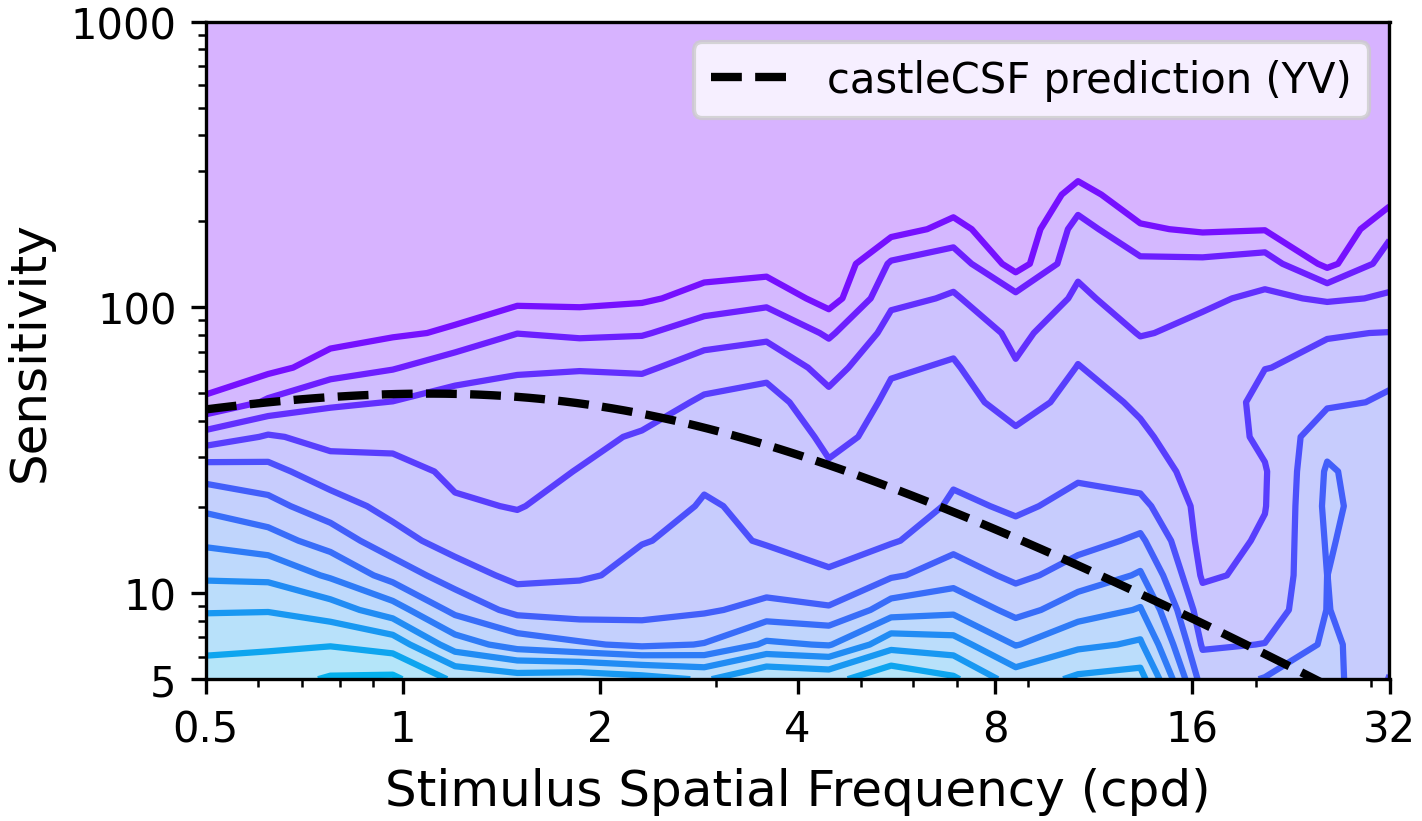 1000
100
10
5
Sensitivity
castleCSF prediction (YV)
0.5 1 2 4 8 16 32
Stimulus Spatial Frequency (cpd)